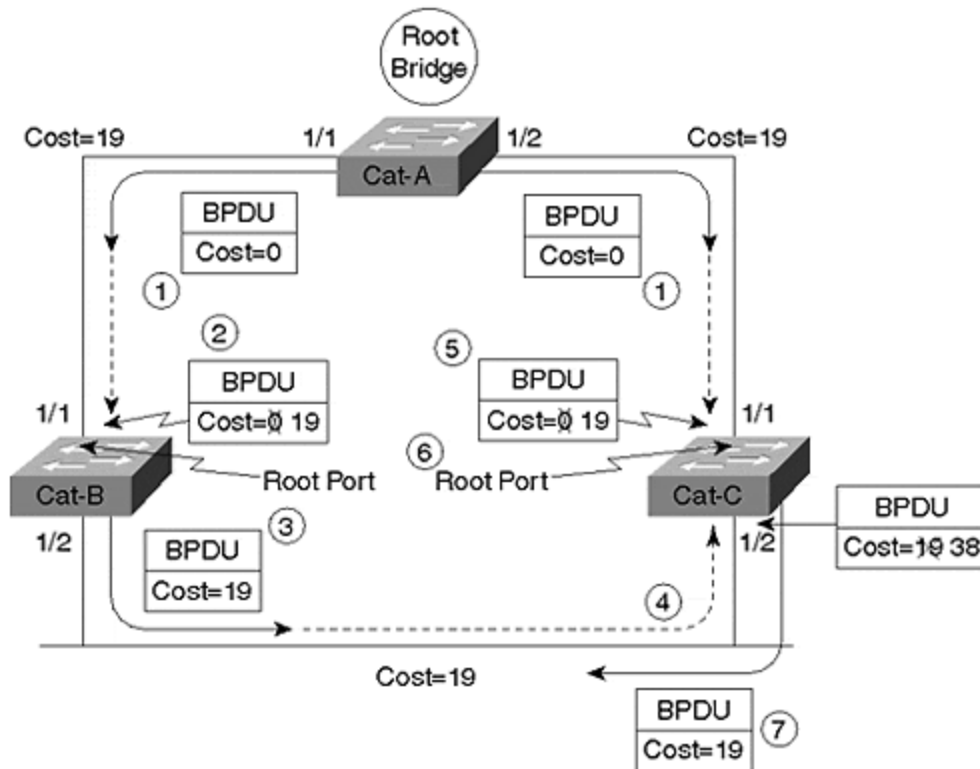 Root
Bridge
Cost=19
1/1
1/2
Cost=19
Cat-A
BPDU
Cost=0
BPDU
Cost=0
1
1
2
5
BPDU
Cost=0 19
BPDU
Cost=0 19
1/1
1/1
6
Root Port
Root Port
Cat-B
Cat-C
3
BPDU
Cost=19 38
1/2
1/2
BPDU
Cost=19
4
Cost=19
BPDU
Cost=19
7